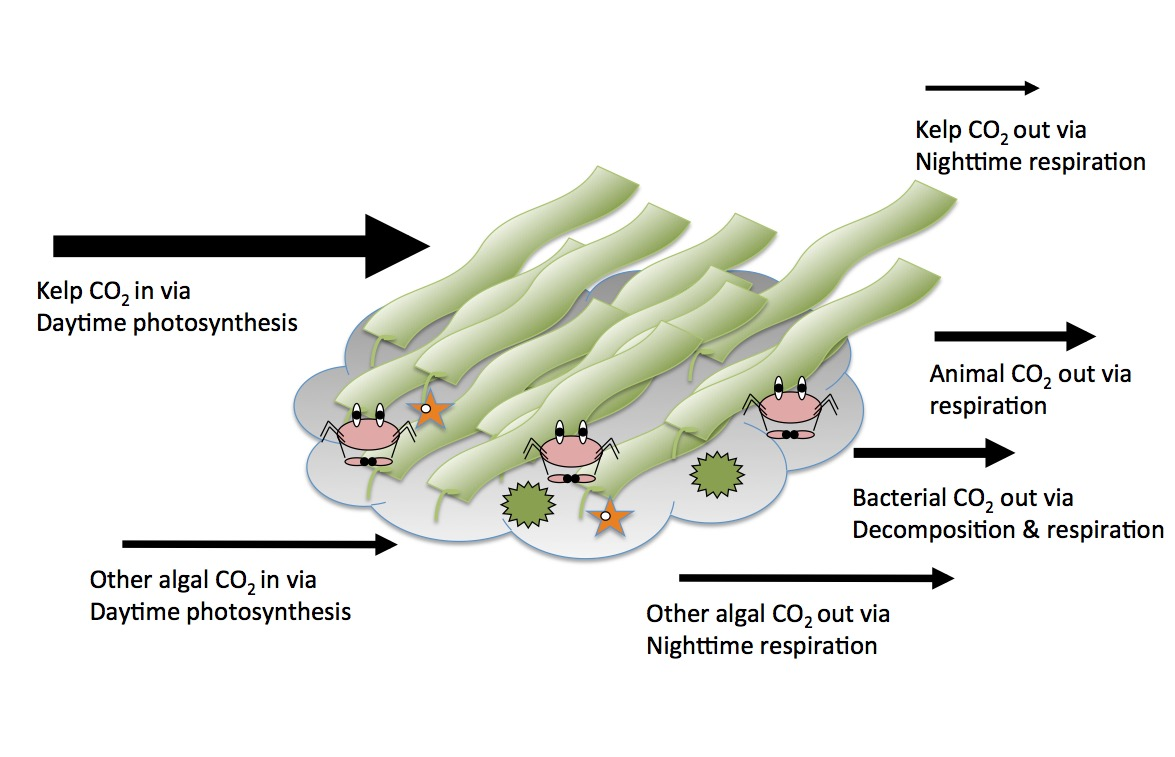 Kelp CO₂ out via
Nighttime respiration
Kelp CO₂ in via
Daytime photosynthesis
Animal CO₂ out via
respiration
Bacterial CO₂ out via
Decomposition & respiration
Other algal CO₂ in via
Daytime photosynthesis
Other algal CO₂ out via
Nighttime respiration